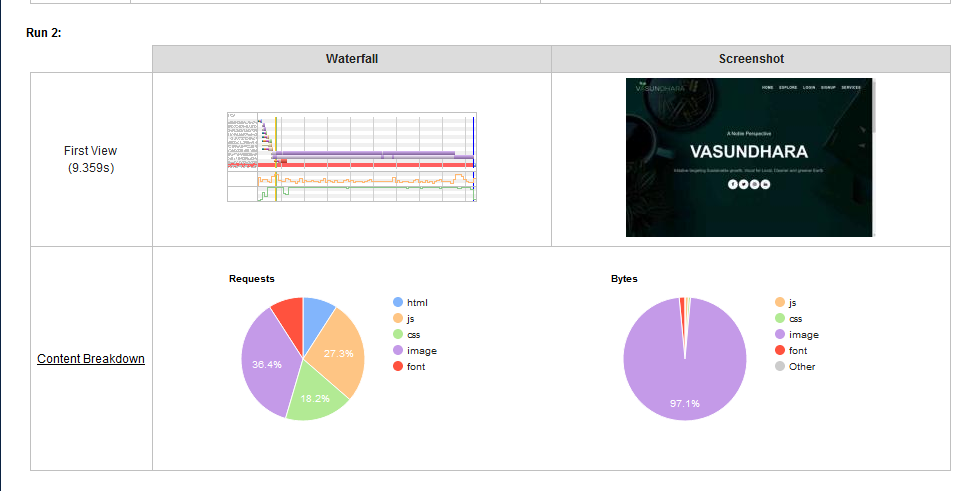 Run 2:
Waterfall
Screenshot
First View
(9.359s)
VASUNDHARA
HOME EXPLORE LOGIN SIGNUP SERVICES
A Noble Perspective
VASUNDHARA
Initiative targeting Sustainable growth, Vocal for Local, Cleaner and greener Earth
Content Breakdown
Requests
html
js
css
image
font
27.3%
36.4%
18.2%
Bytes
js
css
image
font
Other
97.1%